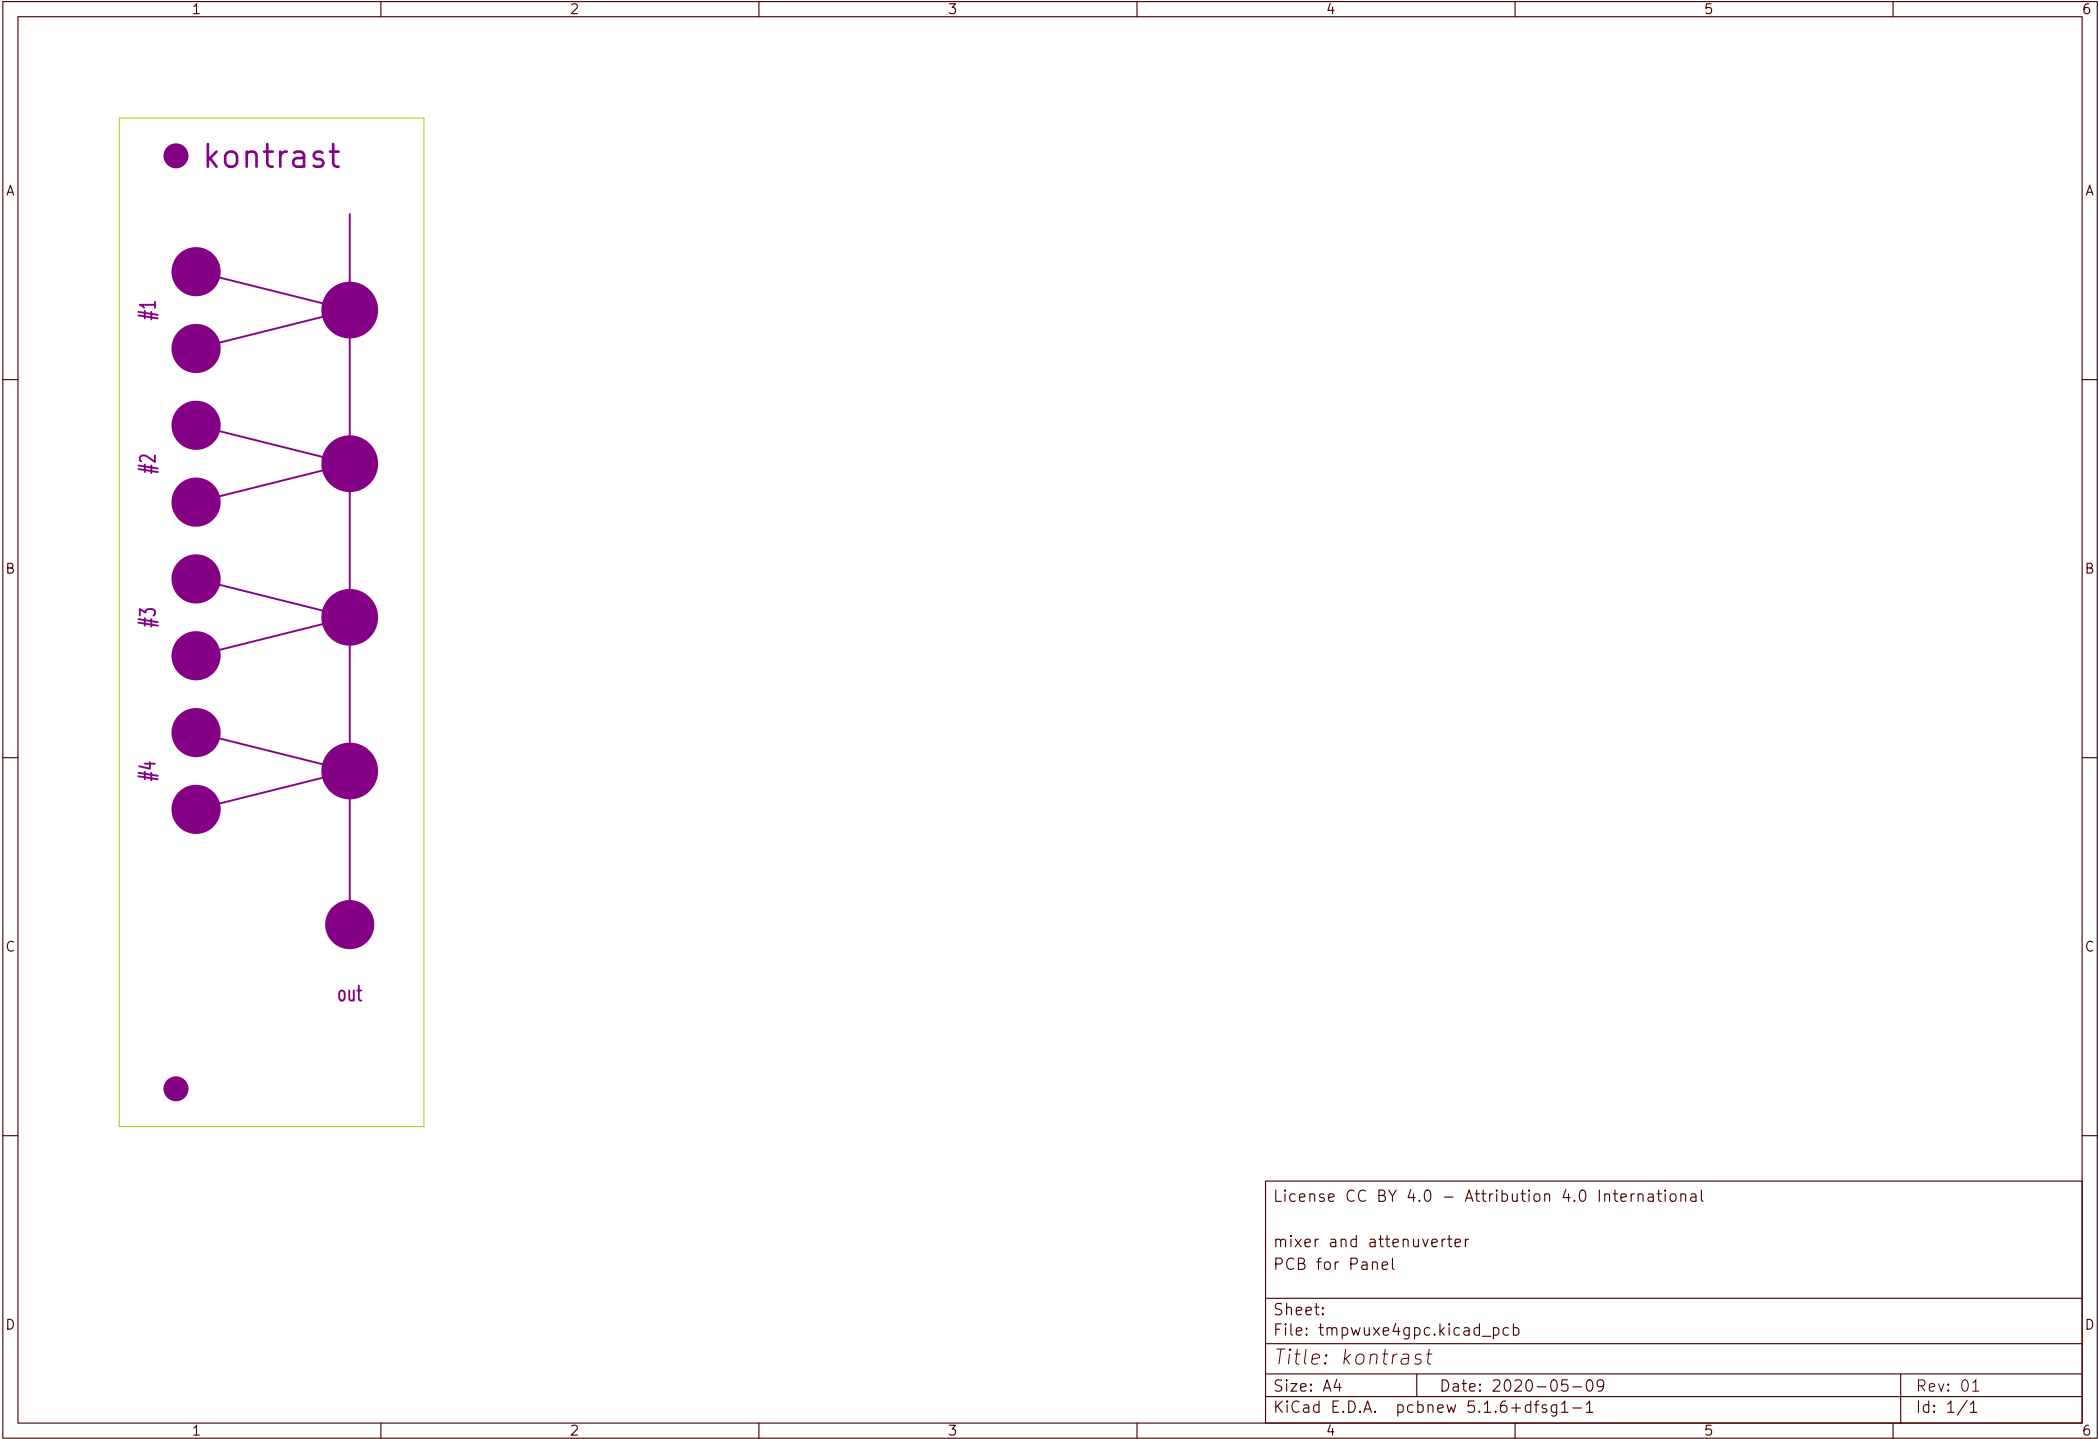 1 2 3 4 5 6
kontrast
A A
#1
#2
B B
#3
#4
C C
out
License CC BY 4.0 - Attribution 4.0 International
mixer and attenuverter
PCB for Panel
Sheet:
File: tmpwuxe4gpc.kicad_pcb
D D
Title: kontrast
Size: A4 Date: 2020-05-09 Rev: 01
KiCad E.D.A. pcbnew 5.1.6+dfsg1-1 Id: 1/1
1 2 3 4 5 6